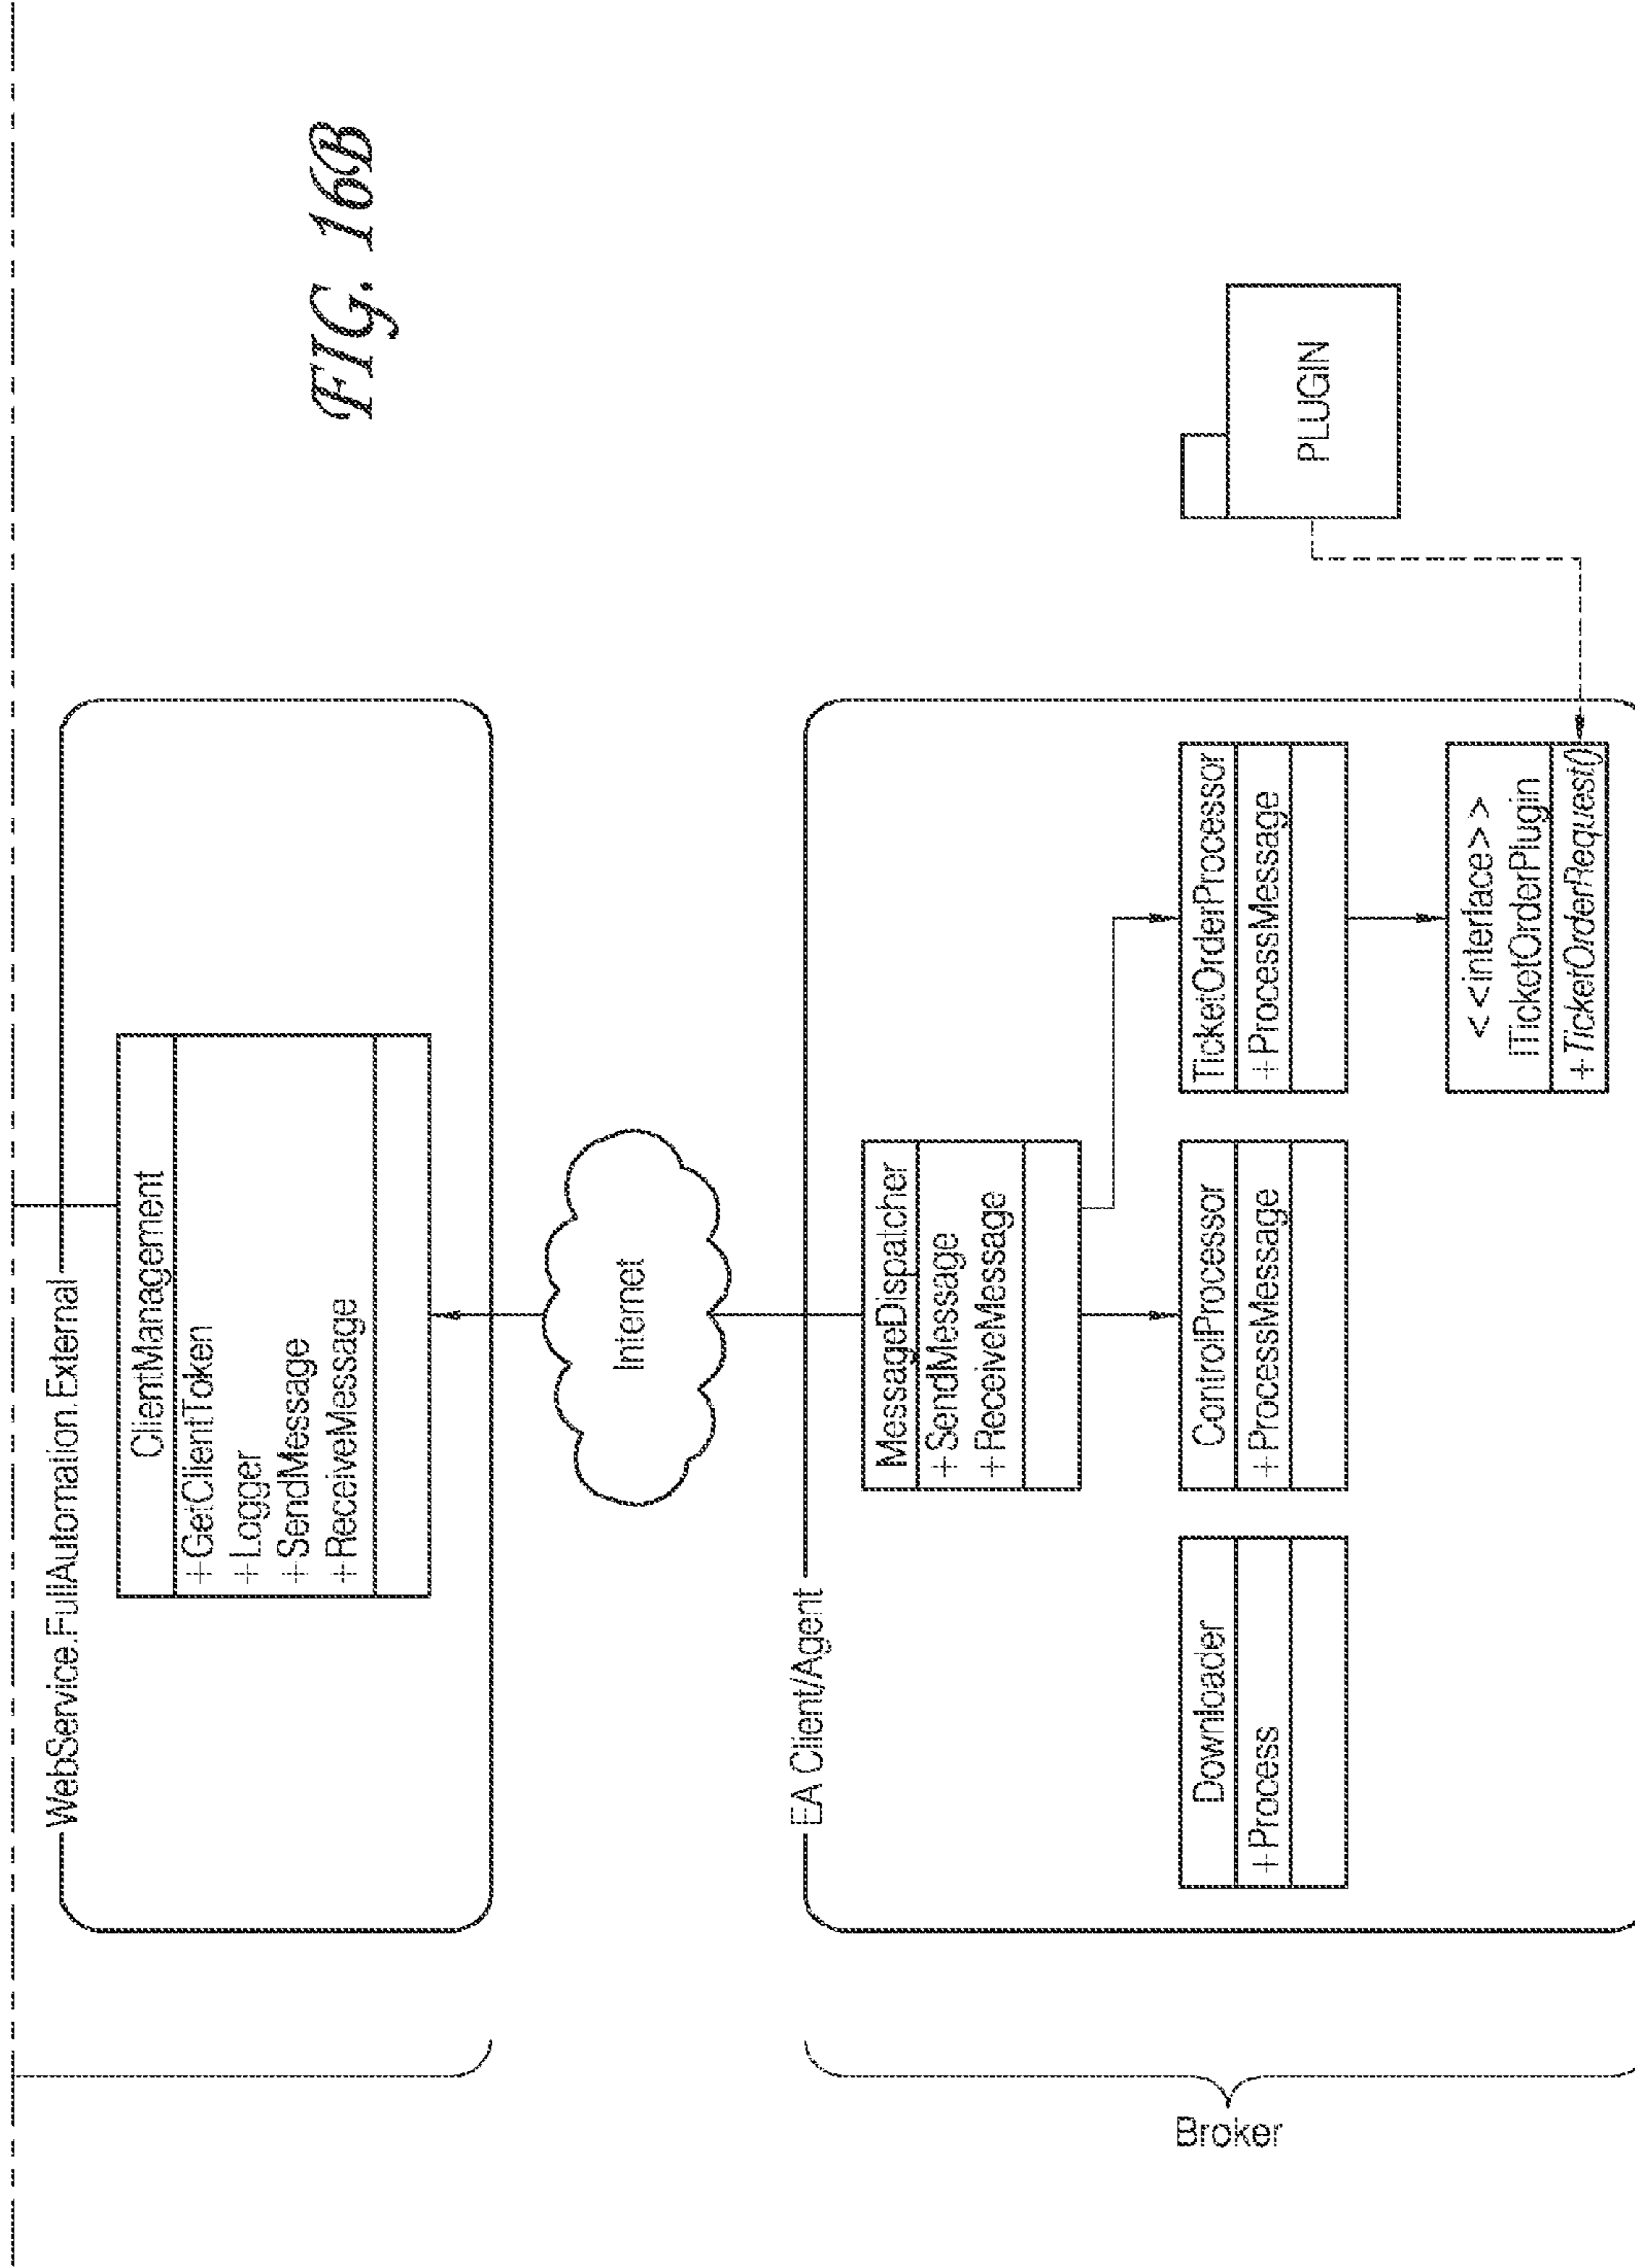 WebService.FullAutomation.External
ClientManagement
+GetClientToken
+Logger
+SendMessage
+ReceiveMessage
FIG. 16B
Internet
EA Client/Agent
MessageDispatcher
+SendMessage
+ReceiveMessage
Broker
Downloader
+Process
ControlProcessor
+ProcessMessage
TicketOrderProcessor
+ProcessMessage
PLUGIN
<<interface>>
ITicketOrderPlugin
+TicketOrderRequest()